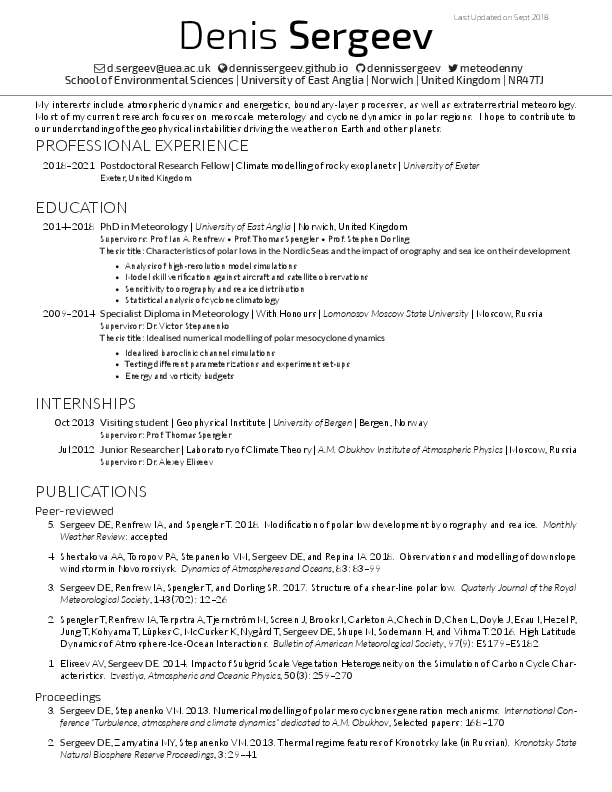 Last Updated on Sept 2018
Denis Sergeev
d.sergeev@uea.ac.uk dennissergeev.github.io dennissergeev meteodenny
School of Environmental Sciences | University of East Anglia | Norwich | United Kingdom | NR47TJ
My interests include atmospheric dynamics and energetics, boundary-layer processes, as well as extraterrestrial meteorology.
Most of my current research focuses on mesoscale meterology and cyclone dynamics in polar regions. I hope to contribute to
our understanding of the geophysical instabilities driving the weather on Earth and other planets.
PROFESSIONAL EXPERIENCE
2018–2021 Postdoctoral Research Fellow | Climate modelling of rocky exoplanets | University of Exeter
Exeter, United Kingdom
EDUCATION
2014–2018 PhD in Meteorology | University of East Anglia | Norwich, United Kingdom
Supervisors: Prof Ian A. Renfrew • Prof. Thomas Spengler • Prof. Stephen Dorling
Thesis title: Characteristics of polar lows in the Nordic Seas and the impact of orography and sea ice on their development
• Analysis of high-resolution model simulations
• Model skill verification against aircraft and satellite observations
• Sensitivity to orography and sea ice distribution
• Statistical analysis of cyclone climatology
2009–2014 Specialist Diploma in Meteorology | With Honours | Lomonosov Moscow State University | Moscow, Russia
Supervisor: Dr. Victor Stepanenko
Thesis title: Idealised numerical modelling of polar mesocyclone dynamics
• Idealised baroclinic channel simulations
• Testing different parameterizations and experiment set-ups
• Energy and vorticity budgets
INTERNSHIPS
Oct 2013 Visiting student | Geophysical Institute | University of Bergen | Bergen, Norway
Supervisor: Prof Thomas Spengler
Jul 2012 Junior Researcher | Laboratory of Climate Theory | A.M. Obukhov Institute of Atmospheric Physics | Moscow, Russia
Supervisor: Dr. Alexey Eliseev
PUBLICATIONS
Peer-reviewed
5. Sergeev DE, Renfrew IA, and Spengler T. 2018. Modification of polar low development by orography and sea ice. Monthly
Weather Review: accepted
4. Shestakova AA, Toropov PA, Stepanenko VM, Sergeev DE, and Repina IA. 2018. Observations and modelling of downslope
windstorm in Novorossiysk. Dynamics of Atmospheres and Oceans, 83: 83–99
3. Sergeev DE, Renfrew IA, Spengler T, and Dorling SR. 2017. Structure of a shear-line polar low. Quaterly Journal of the Royal
Meteorological Society, 143(702): 12–26
2. Spengler T, Renfrew IA, Terpstra A, Tjernström M, Screen J, Brooks I, Carleton A, Chechin D, Chen L, Doyle J, Esau I, Hezel P,
Jung T, Kohyama T, Lüpkes C, McCusker K, Nygård T, Sergeev DE, Shupe M, Sodemann H, and Vihma T. 2016. High Latitude
Dynamics of Atmosphere-Ice-Ocean Interactions. Bulletin of American Meteorological Society, 97(9): ES179–ES182
1. Eliseev AV, Sergeev DE. 2014. Impact of Subgrid Scale Vegetation Heterogeneity on the Simulation of Carbon Cycle Char-
acteristics. Izvestiya, Atmospheric and Oceanic Physics, 50(3): 259–270
Proceedings
3. Sergeev DE, Stepanenko VM. 2013. Numerical modelling of polar mesocyclones generation mechanisms. International Con-
ference "Turbulence, atmosphere and climate dynamics" dedicated to A.M. Obukhov, Selected papers: 168–170
2. Sergeev DE, Zamyatina MY, Stepanenko VM. 2013. Thermal regime features of Kronotsky lake (in Russian). Kronotsky State
Natural Biosphere Reserve Proceedings, 3: 29–41